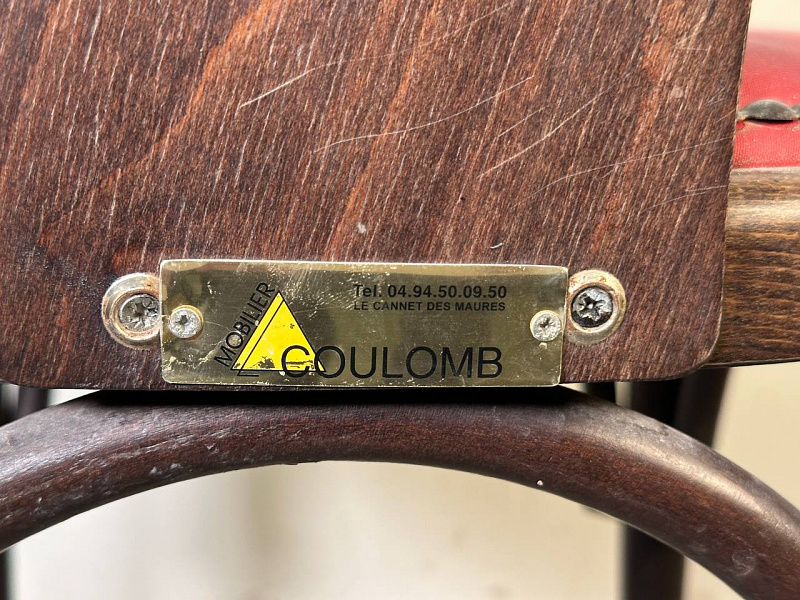 MOBILIER
Tel. 04.94.50.09.50
LE CANNET DES MAURES
COULOMB